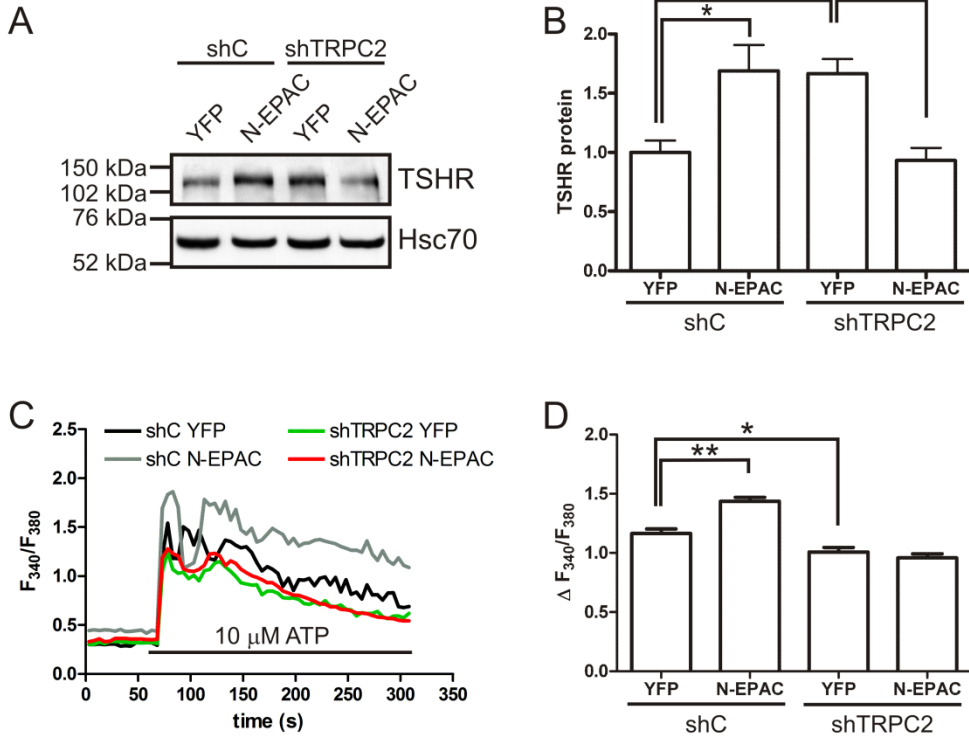 A
shC shTRPC2
YFP N-EPAC YFP N-EPAC
150 kDa
102 kDa
TSHR
76 kDa
52 kDa
Hsc70
B
*
TSHR protein
2.0
1.5
1.0
0.5
0.0
YFP N-EPAC YFP N-EPAC
shC shTRPC2
C
shC YFP shTRPC2 YFP
shC N-EPAC shTRPC2 N-EPAC
F340/F380
2.5
2.0
1.5
1.0
0.5
0.0
10 μM ATP
0 50 100 150 200 250 300 350
time (s)
D
*
**
Δ F340/F380
2.0
1.5
1.0
0.5
0.0
YFP N-EPAC YFP N-EPAC
shC shTRPC2